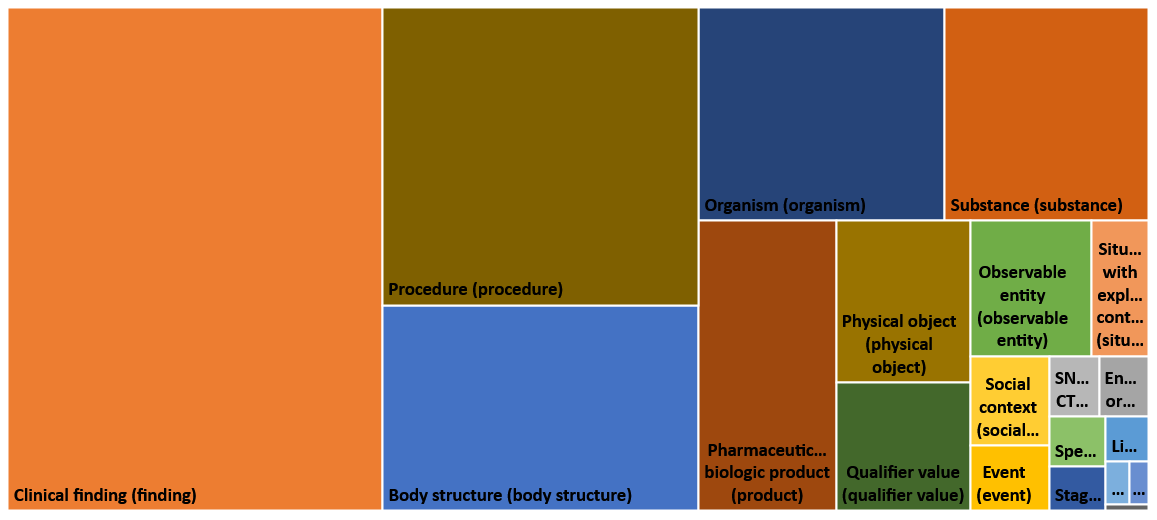 Clinical finding (finding)
Procedure (procedure)
Body structure (body structure)
Organism (organism)
Substance (substance)
Pharmaceutic...
biologic product
(product)
Physical object
(physical
object)
Qualifier value
(qualifier value)
Observable
entity
(observable
entity)
Situ...
with
expl...
cont...
(situ...
Social
context
(social...
Event
(event)
SN...
CT...
En...
or...
Spe...
Li...
Stag...
...
...